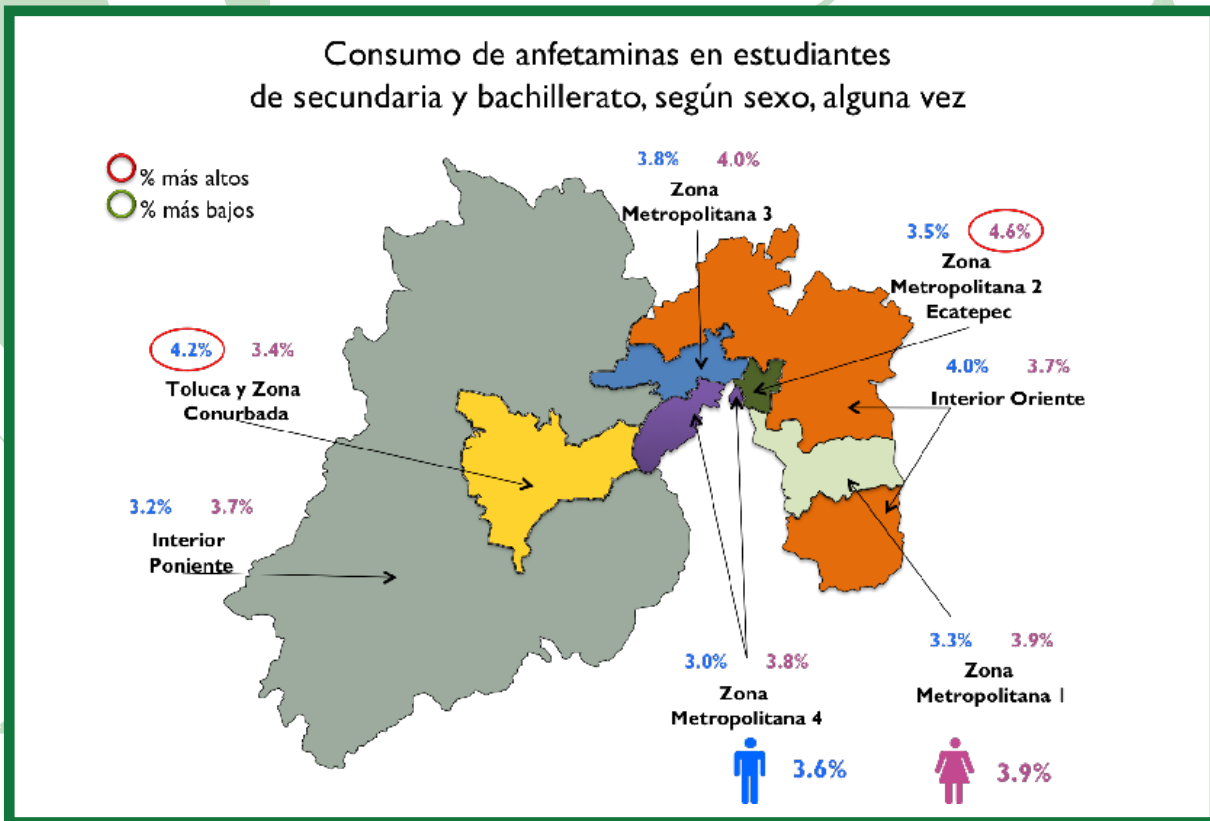 Consumo de anfetaminas en estudiantes
de secundaria y bachillerato, según sexo, alguna vez
% más altos
% más bajos
3.8% 4.0%
Zona
Metropolitana 3
3.5% 4.6%
Zona
Metropolitana 2
Ecatepec
4.2% 3.4%
Toluca y Zona
Conurbada
4.0% 3.7%
Interior Oriente
3.2% 3.7%
Interior
Poniente
3.0% 3.8%
Zona
Metropolitana 4
3.3% 3.9%
Zona
Metropolitana 1
3.6%
3.9%